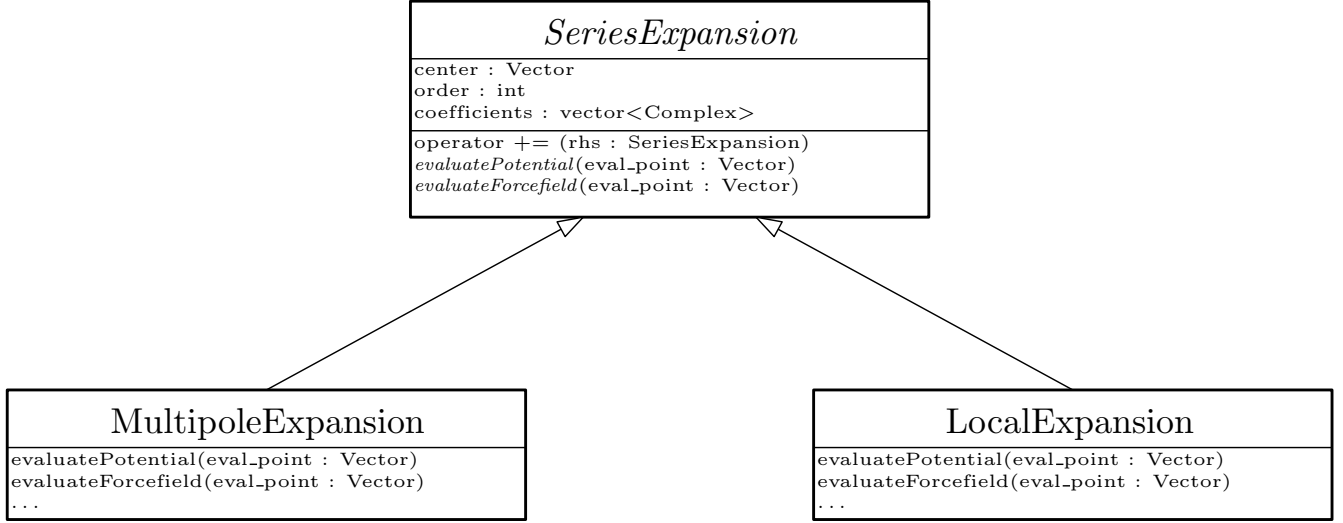 SeriesExpansion
center : Vector
order : int
coefficients : vector<Complex>
operator += (rhs : SeriesExpansion)
evaluatePotential(eval_point : Vector)
evaluateForcefield(eval_point : Vector)
MultipoleExpansion
evaluatePotential(eval_point : Vector)
evaluateForcefield(eval_point : Vector)
...
LocalExpansion
evaluatePotential(eval_point : Vector)
evaluateForcefield(eval_point : Vector)
...